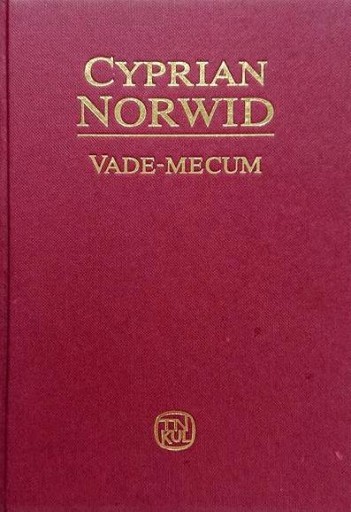 CYPRIAN
NORWID
VADE-MECUM
TN
KUL